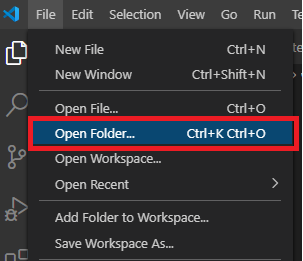 File Edit Selection View Go Run
New File Ctrl+N
New Window Ctrl+Shift+N
Open File... Ctrl+O
Open Folder... Ctrl+K Ctrl+O
Open Workspace...
Open Recent >
Add Folder to Workspace...
Save Workspace As...